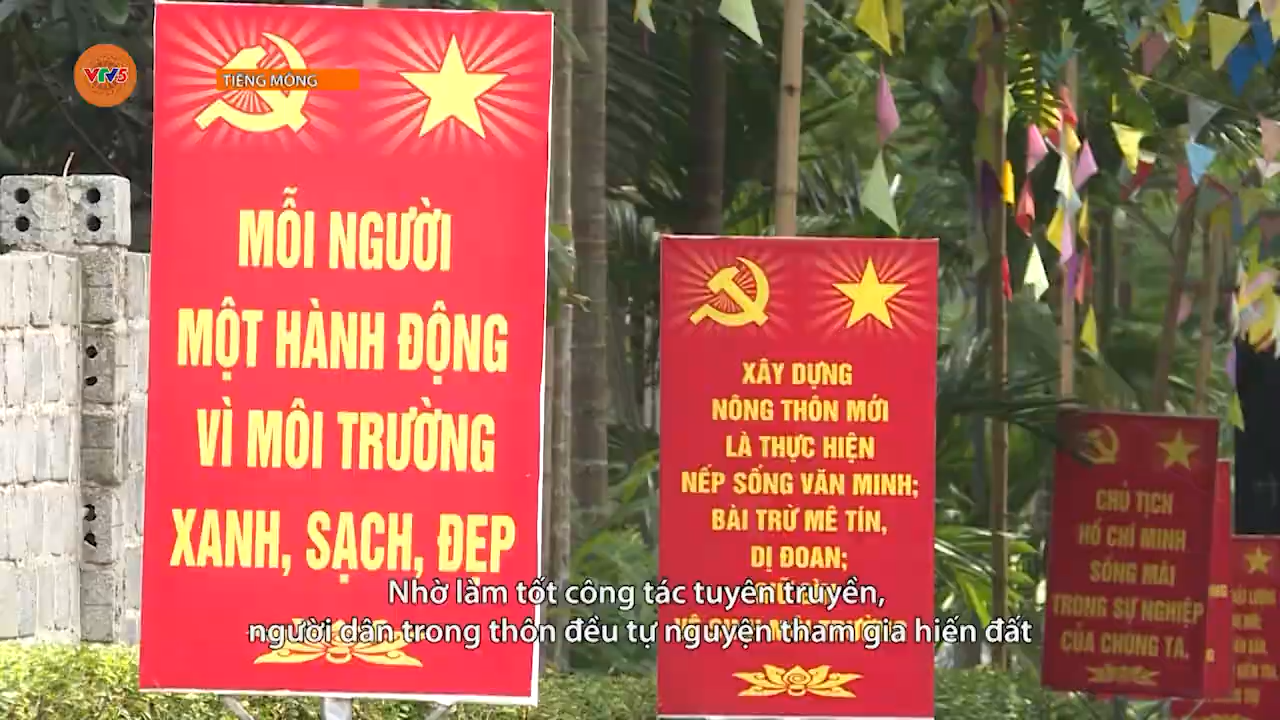 VTV5
TIẾNG MÔNG
MỖI NGƯỜI
MỘT HÀNH ĐỘNG
VÌ MÔI TRƯỜNG
XANH, SẠCH, ĐẸP
XÂY DỰNG
NÔNG THÔN MỚI
LÀ THỰC HIỆN
NẾP SỐNG VĂN MINH;
BÀI TRỪ MÊ TÍN,
DỊ ĐOAN;
CHỦ TỊCH
HỒ CHÍ MINH
SỐNG MÃI
TRONG SỰ NGHIỆP
CỦA CHÚNG TA.
Nhờ làm tốt công tác tuyên truyền,
người dân trong thôn đều tự nguyện tham gia hiến đất